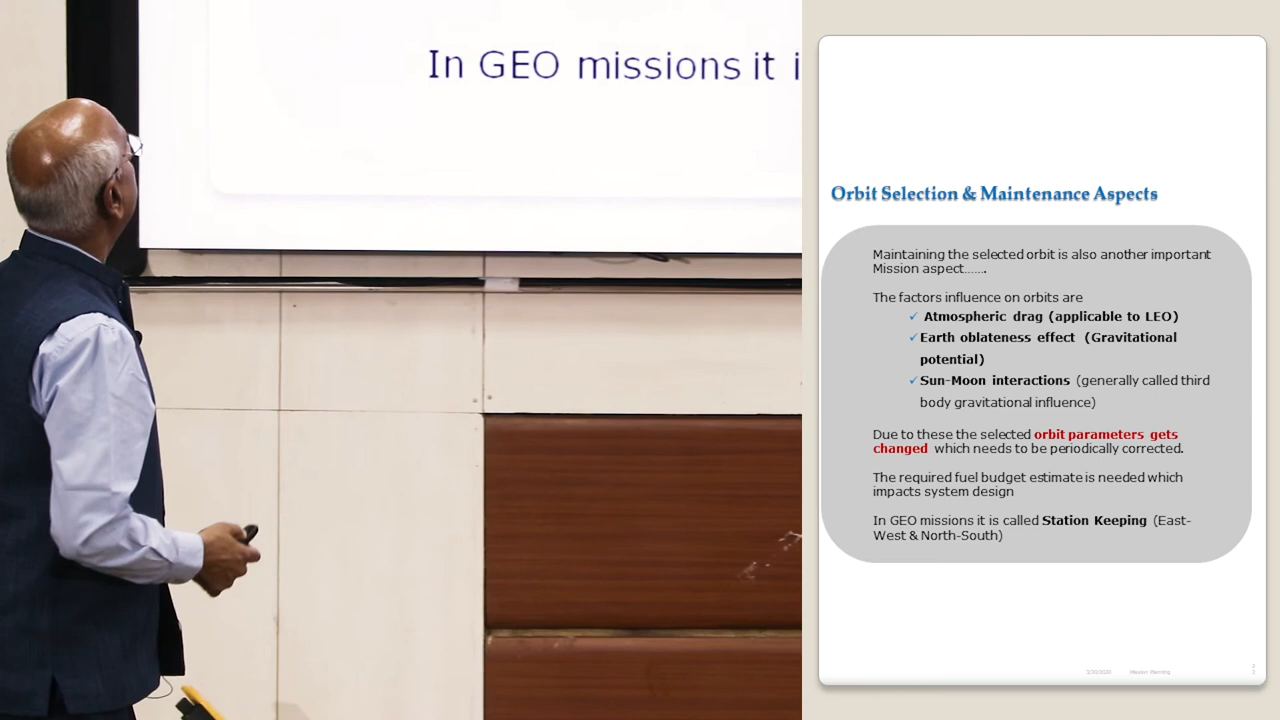 In GEO missions it i
Orbit Selection & Maintenance Aspects
Maintaining the selected orbit is also another important
Mission aspect…….
The factors influence on orbits are
✓ Atmospheric drag (applicable to LEO)
✓ Earth oblateness effect (Gravitational
potential)
✓ Sun-Moon interactions (generally called third
body gravitational influence)
Due to these the selected orbit parameters gets
changed which needs to be periodically corrected.
The required fuel budget estimate is needed which
impacts system design
In GEO missions it is called Station Keeping (East-
West & North-South)
Mission Planning